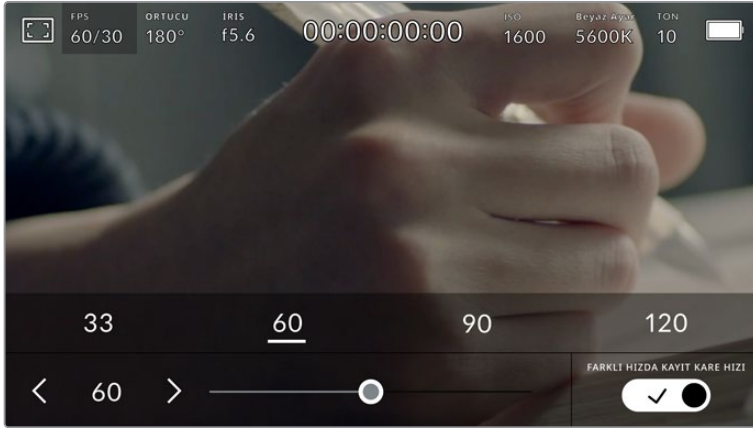 FPS ORTUCU IRIS ISO Beyaz Ayar TON
60/30 180° f5.6 00:00:00:00 1600 5600K 10
33 60 90 120
FARKLI HIZDA KAYIT KARE HIZI
60